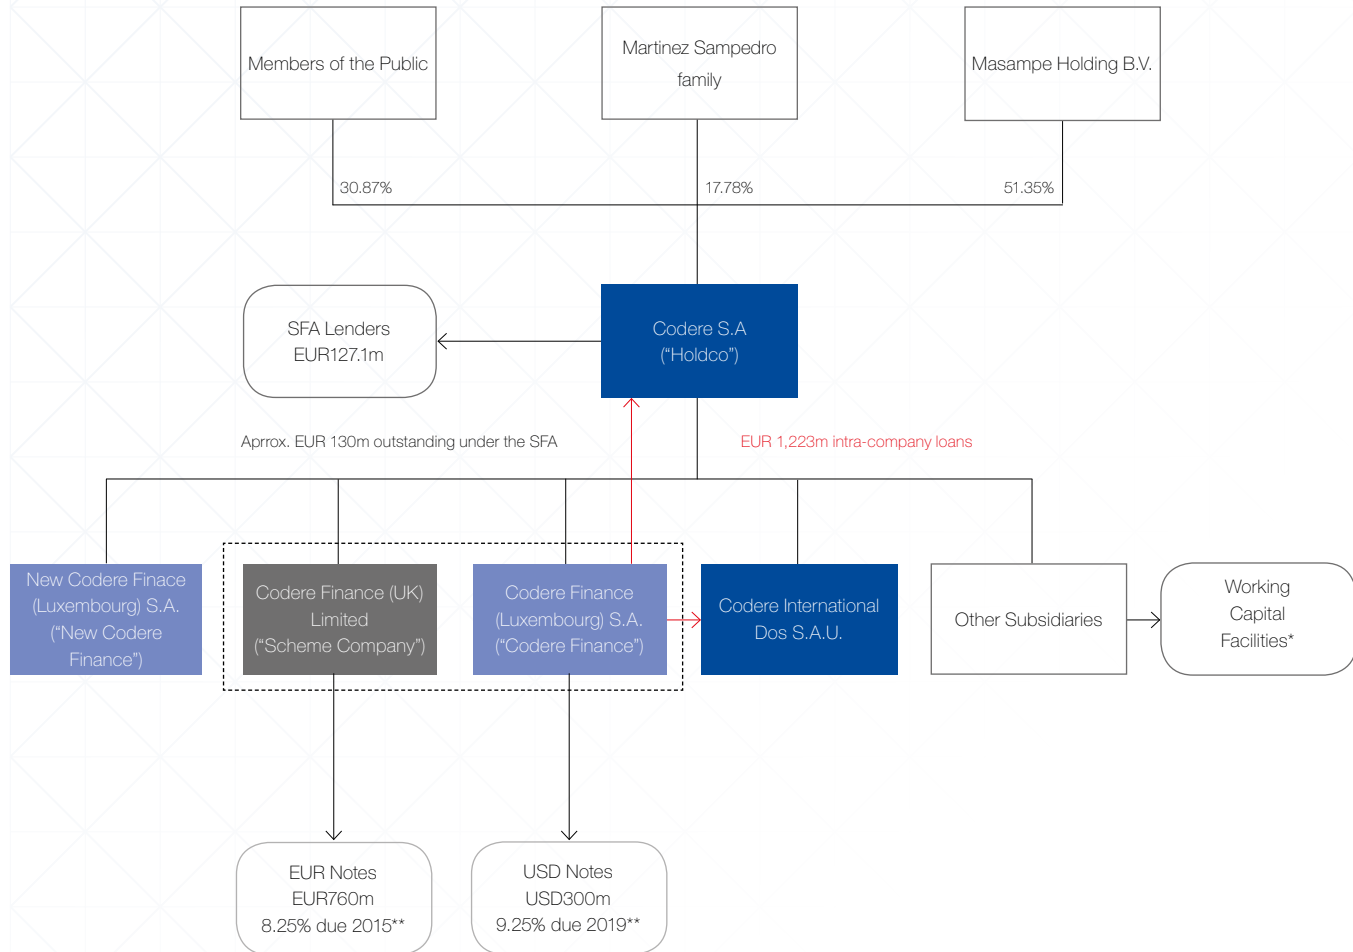 Members of the Public
Martinez Sampedro
family
Masampe Holding B.V.
30.87%
17.78%
51.35%
SFA Lenders
EUR127.1m
Codere S.A
(“Holdco”)
Aprrox. EUR 130m outstanding under the SFA
EUR 1,223m intra-company loans
New Codere Finace
(Luxembourg) S.A.
(“New Codere
Finance”)
Codere Finance (UK)
Limited
(“Scheme Company”)
Codere Finance
(Luxembourg) S.A.
(“Codere Finance”)
Codere International
Dos S.A.U.
Other Subsidiaries
Working
Capital
Facilities*
EUR Notes
EUR760m
8.25% due 2015**
USD Notes
USD300m
9.25% due 2019**